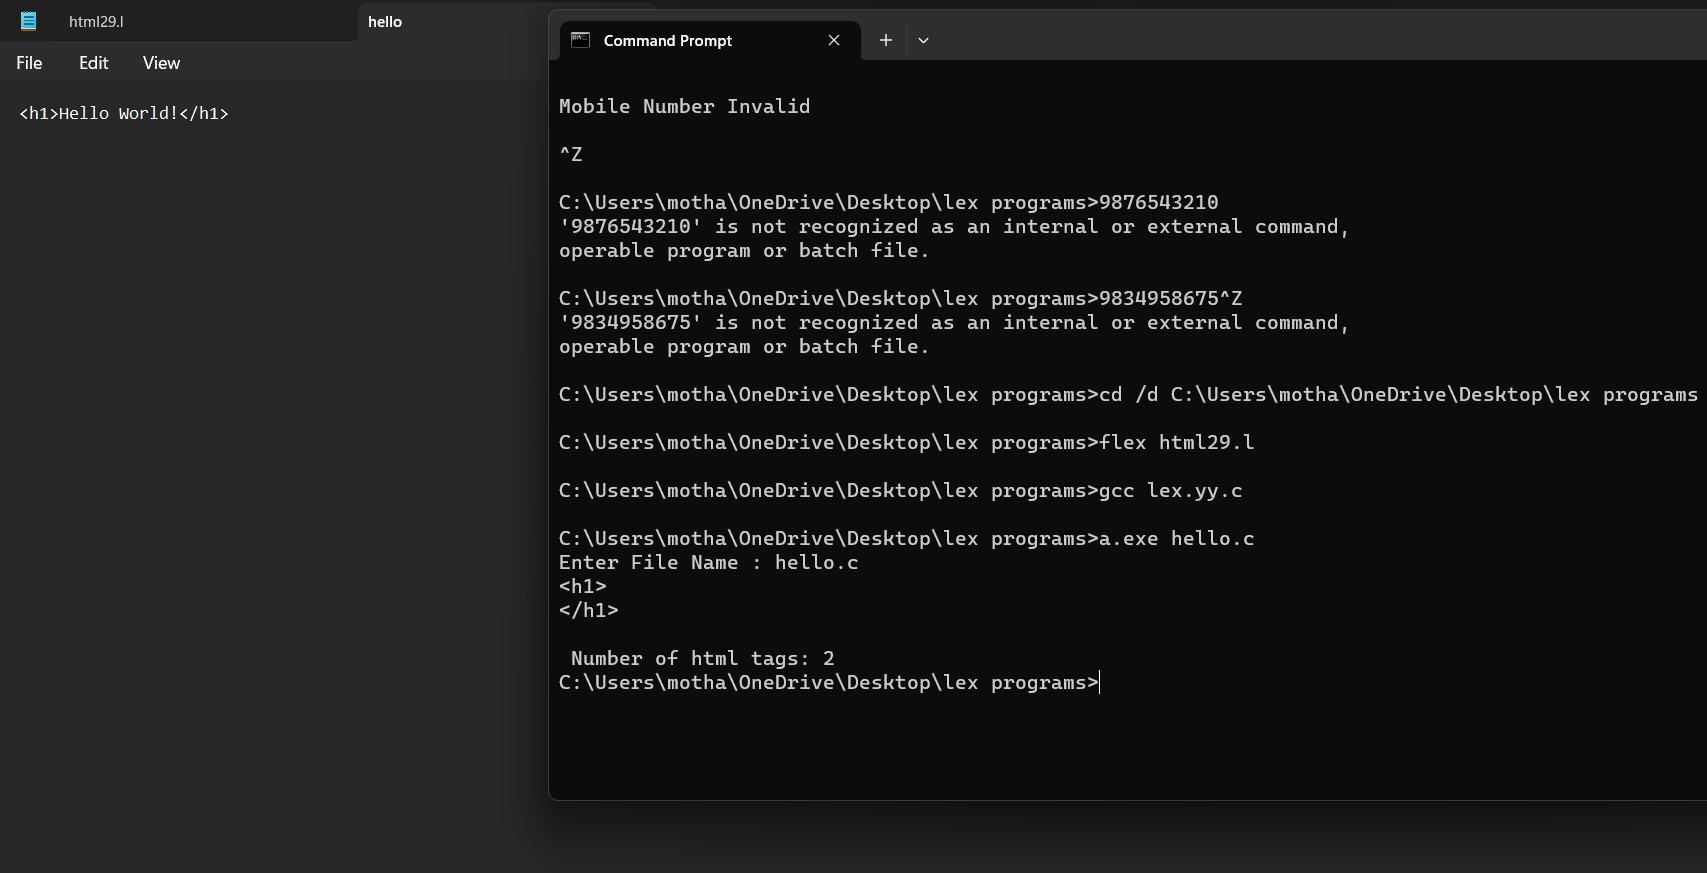 html29.l
hello
File Edit View
<h1>Hello World!</h1>
Command Prompt
Mobile Number Invalid
^Z
C:\Users\motha\OneDrive\Desktop\lex programs>9876543210
'9876543210' is not recognized as an internal or external command,
operable program or batch file.
C:\Users\motha\OneDrive\Desktop\lex programs>9834958675^Z
'9834958675' is not recognized as an internal or external command,
operable program or batch file.
C:\Users\motha\OneDrive\Desktop\lex programs>cd /d C:\Users\motha\OneDrive\Desktop\lex programs
C:\Users\motha\OneDrive\Desktop\lex programs>flex html29.l
C:\Users\motha\OneDrive\Desktop\lex programs>gcc lex.yy.c
C:\Users\motha\OneDrive\Desktop\lex programs>a.exe hello.c
Enter File Name : hello.c
<h1>
</h1>
Number of html tags: 2
C:\Users\motha\OneDrive\Desktop\lex programs>